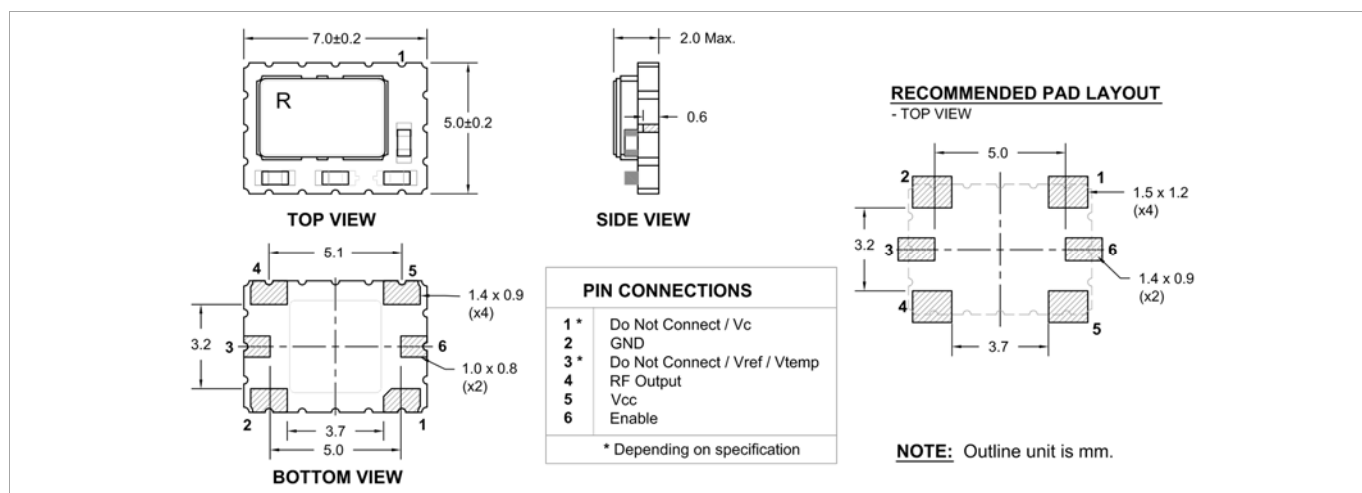 7.0±0.2
1
R
5.0±0.2
TOP VIEW
2.0 Max.
0.6
SIDE VIEW
RECOMMENDED PAD LAYOUT
- TOP VIEW
5.0
2
1
1.5 x 1.2
(x4)
3.2
3
6
1.4 x 0.9
(x2)
4
5
3.7
5.1
4
5
1.4 x 0.9
(x4)
3.2
3
6
1.0 x 0.8
(x2)
2
3.7
1
5.0
BOTTOM VIEW
PIN CONNECTIONS
1 * Do Not Connect / Vc
2 GND
3 * Do Not Connect / Vref / Vtemp
4 RF Output
5 Vcc
6 Enable
* Depending on specification
NOTE: Outline unit is mm.